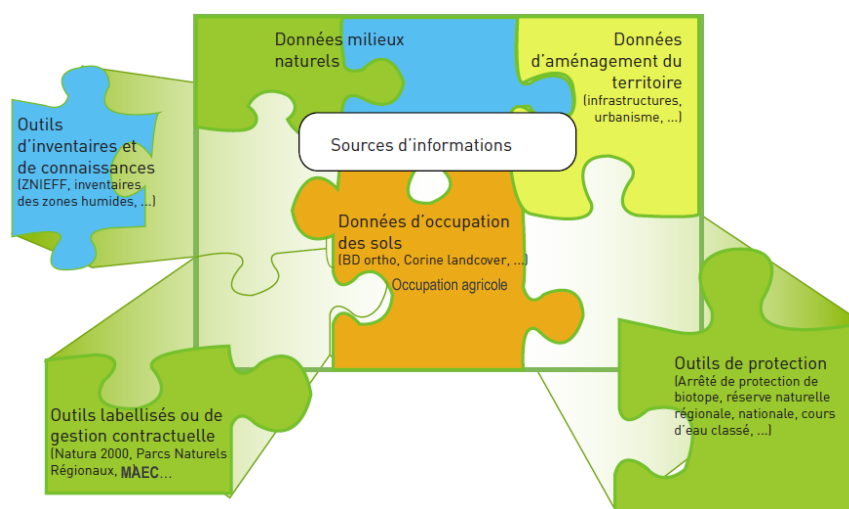 Données milieux
naturels
Données
d'aménagement du
territoire
(infrastructures,
urbanisme, ...)
Outils
d'inventaires et
de connaissances
(ZNIEFF, inventaires
des zones humides, ...)
Sources d'informations
Données d'occupation
des sols
(BD ortho, Corine landcover, ...)
Occupation agricole
Outils labellisés ou de
gestion contractuelle
(Natura 2000, Parcs Naturels
Régionaux, MAEC...
Outils de protection
(Arrêté de protection de
biotope, réserve naturelle
régionale, nationale, cours
d'eau classé, ...)